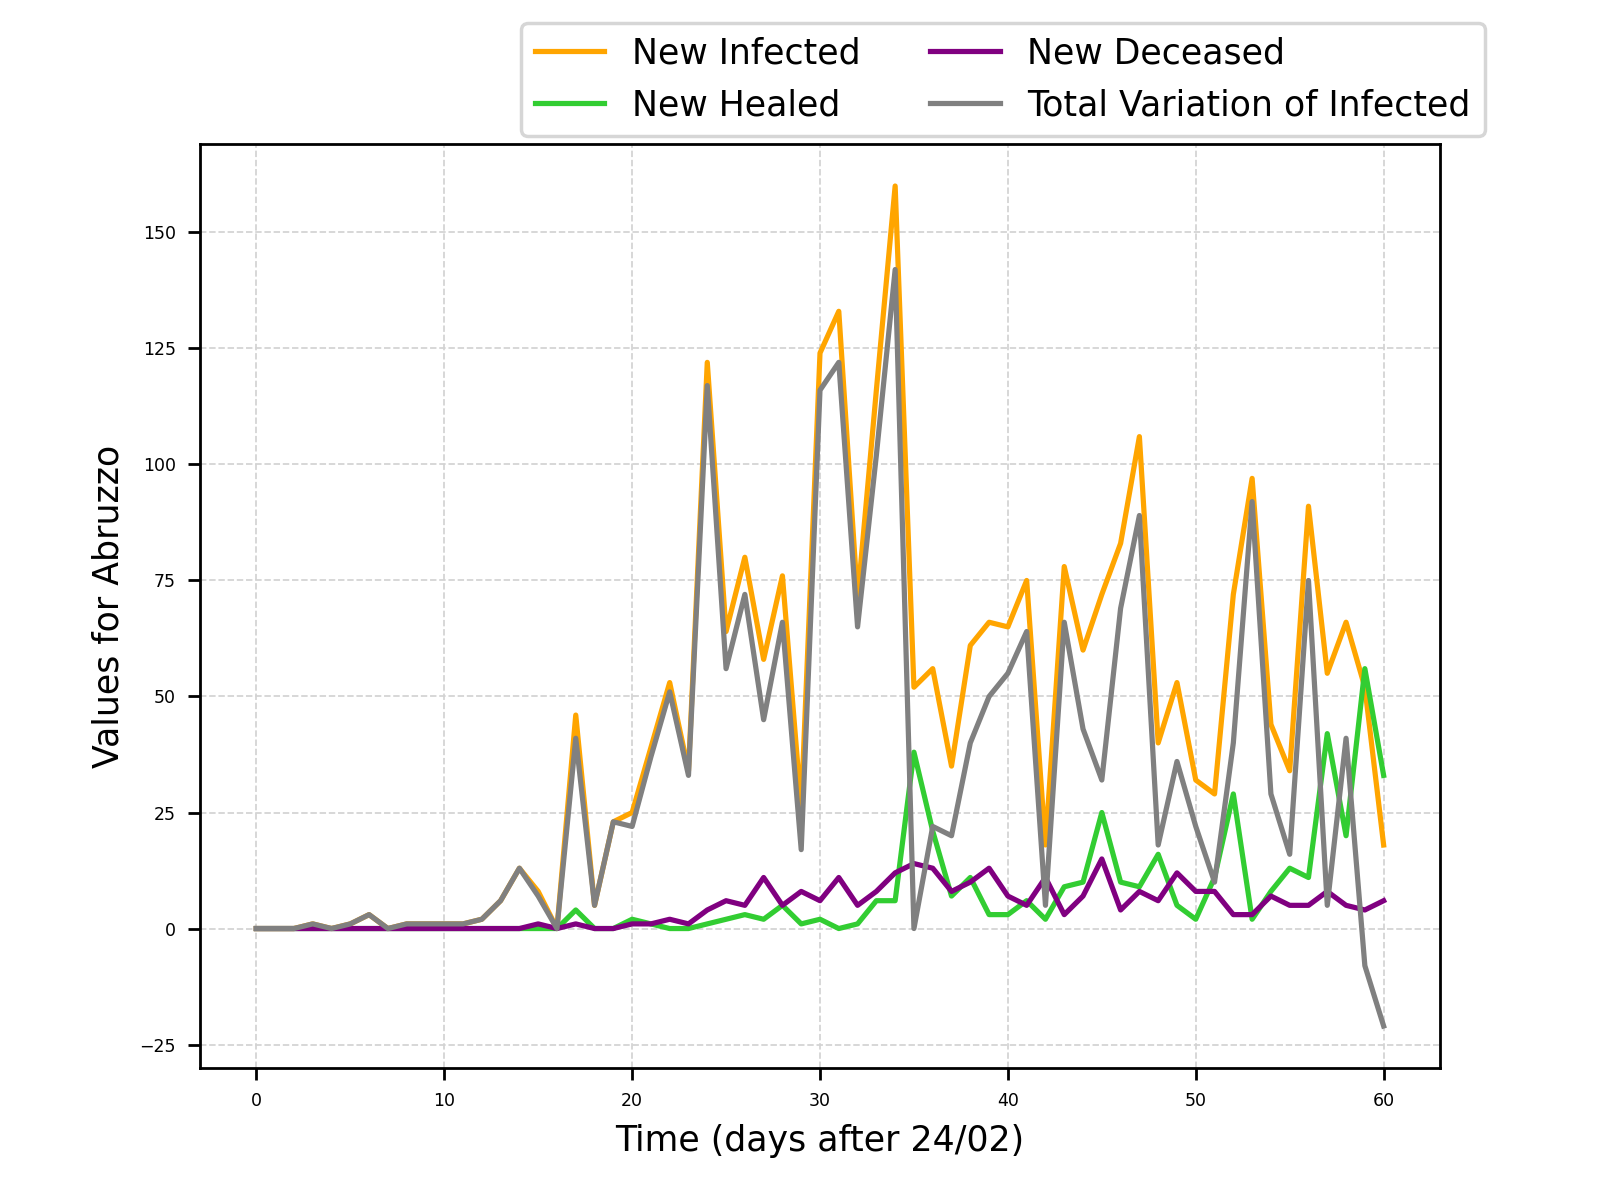 New Infected
New Healed
New Deceased
Total Variation of Infected
150
125
100
75
50
25
0
−25
Values for Abruzzo
0 10 20 30 40 50 60
Time (days after 24/02)